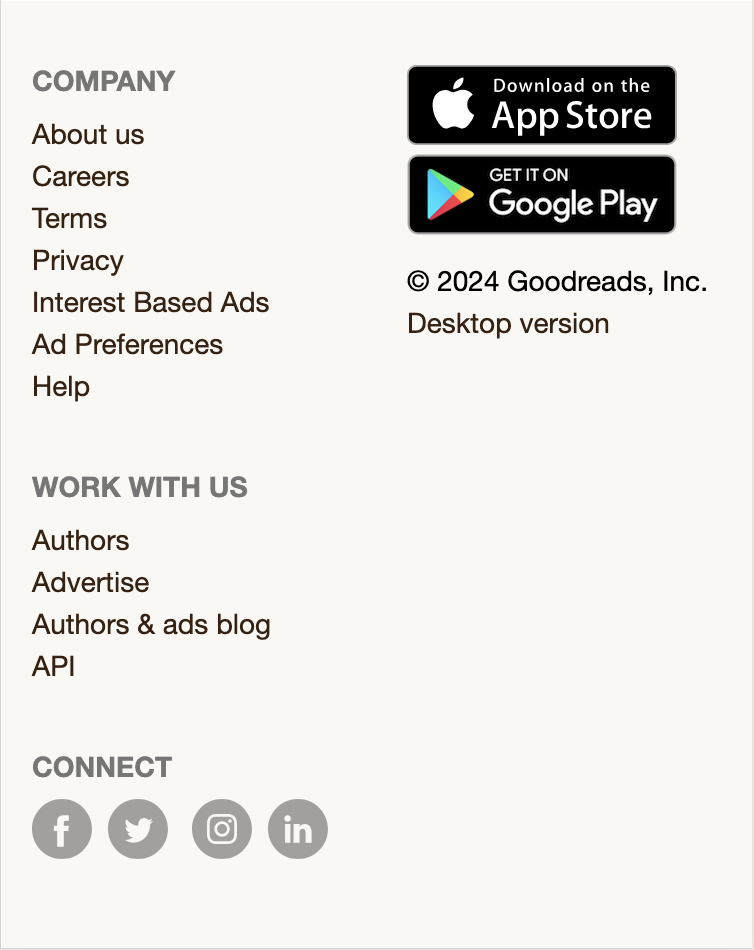 COMPANY
About us
Careers
Terms
Privacy
Interest Based Ads
Ad Preferences
Help
WORK WITH US
Authors
Advertise
Authors & ads blog
API
CONNECT
Download on the
App Store
GET IT ON
Google Play
© 2024 Goodreads, Inc.
Desktop version